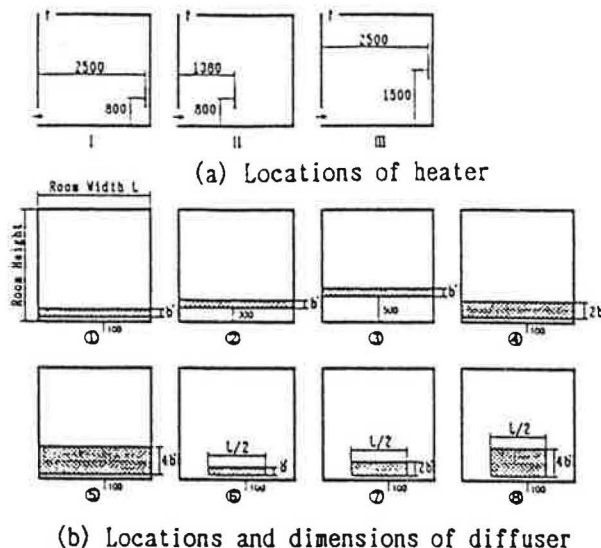 2500
1380
2500
800
800
1500
I
II
III
(a) Locations of heater
Room Width L
Room Height
b'
b'
b'
2b'
100
300
500
100
① ② ③ ④
L/2
L/2
L/2
4b'
2b'
4b'
100
100
100
100
⑤ ⑥ ⑦ ⑧
(b) Locations and dimensions of diffuser